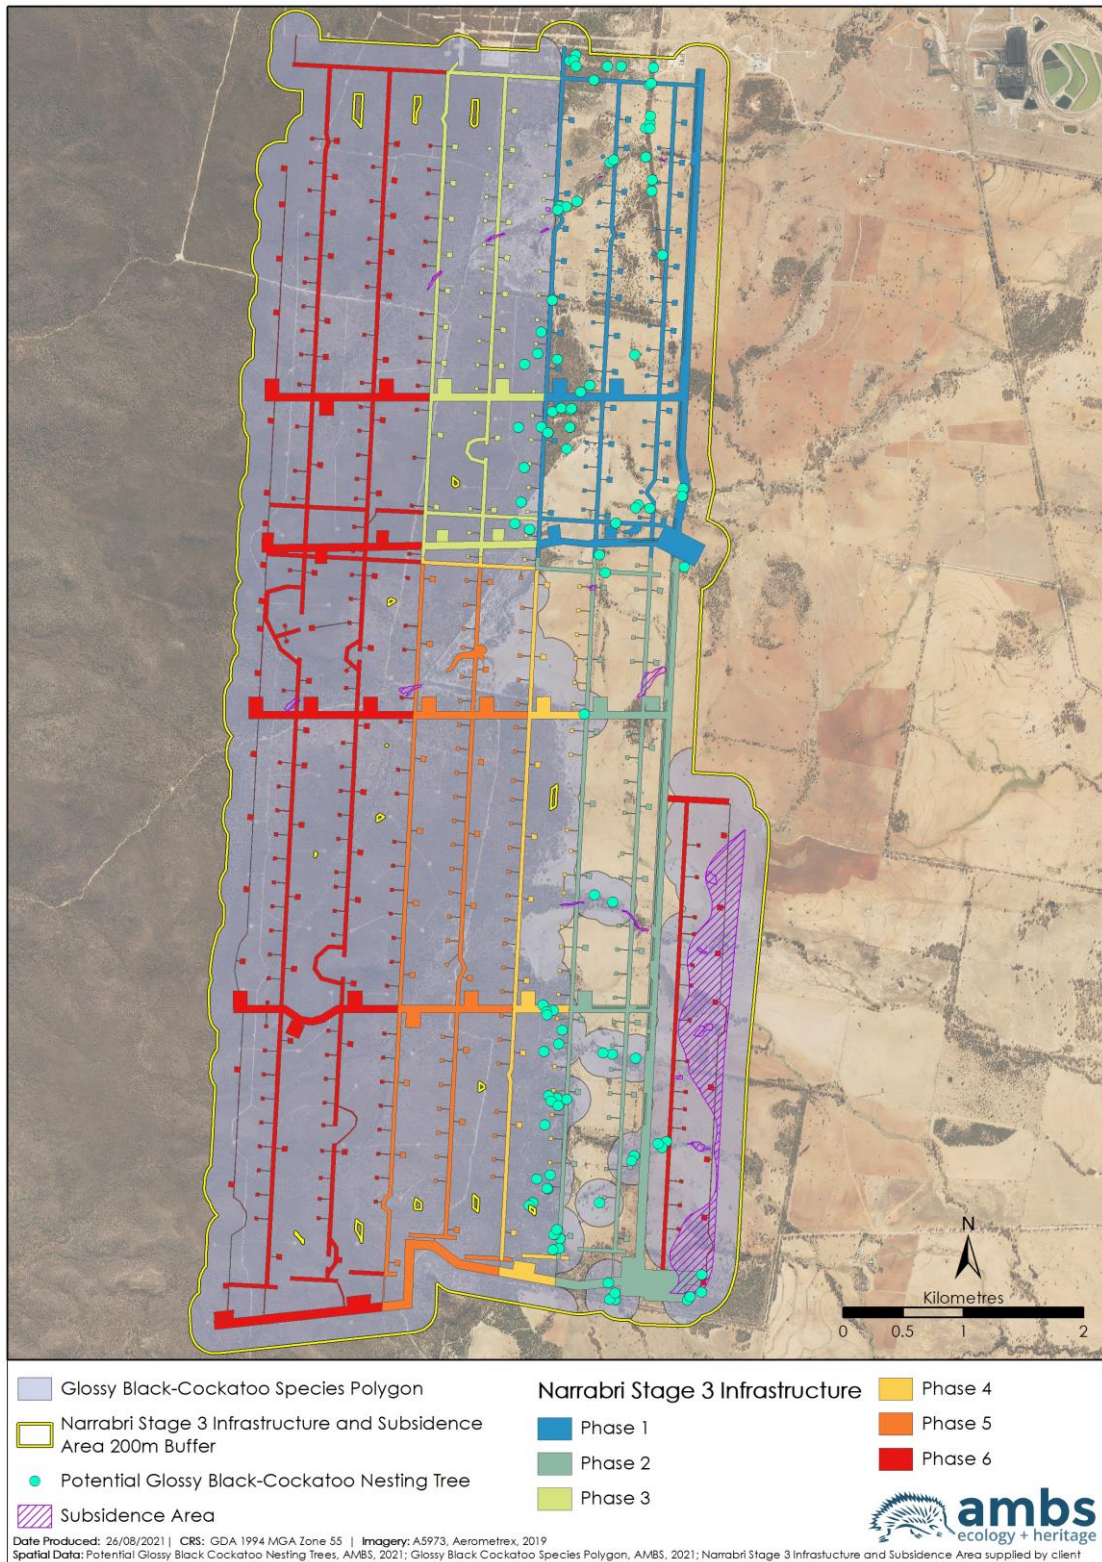 N
Kilometres
0 0.5 1 2
Glossy Black-Cockatoo Species Polygon
Narrabri Stage 3 Infrastructure and Subsidence
Area 200m Buffer
Potential Glossy Black-Cockatoo Nesting Tree
Subsidence Area
Narrabri Stage 3 Infrastructure
Phase 1
Phase 2
Phase 3
Phase 4
Phase 5
Phase 6
ambs
ecology + heritage
Date Produced: 26/08/2021 | CRS: GDA 1994 MGA Zone 55 | Imagery: A5973, Aerometrex, 2019
Spatial Data: Potential Glossy Black Cockatoo Nesting Trees, AMBS, 2021; Glossy Black Cockatoo Species Polygon, AMBS, 2021; Narrabri Stage 3 Infrastucture and Subsidence Area supplied by client